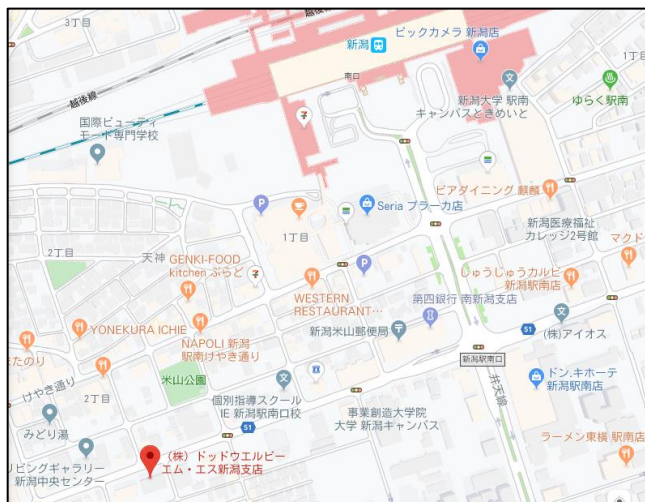 3丁目
越後線
越後線
新潟
ビックカメラ 新潟店
南口
1丁目
新潟大学 駅南
キャンパスときめいと
ゆらく駅南
国際ビューティ
モード専門学校
ビアダイニング 麒麟
Seria プラーカ店
新潟医療福祉
カレッジ2号館
マクド
1丁目
2丁目
天神
GENKI-FOOD
kitchen ぷらど
じゅうじゅうカルビ
新潟駅南店
WESTERN
RESTAURANT…
第四銀行 南新潟支店
YONEKURA ICHIE
NAPOLI 新潟
駅南けやき通り
新潟米山郵便局
51
(株)アイオス
新潟駅南口
またのり
けやき通り
2丁目
米山公園
個別指導スクール
IE 新潟駅南口校
弁天線
ドン.キホーテ
新潟駅南店
みどり湯
51
事業創造大学院
大学 新潟キャンパス
リビングギャラリー
新潟中央センター
(株) ドッドウエルビー
エム・エス新潟支店
ラーメン東横 駅南店